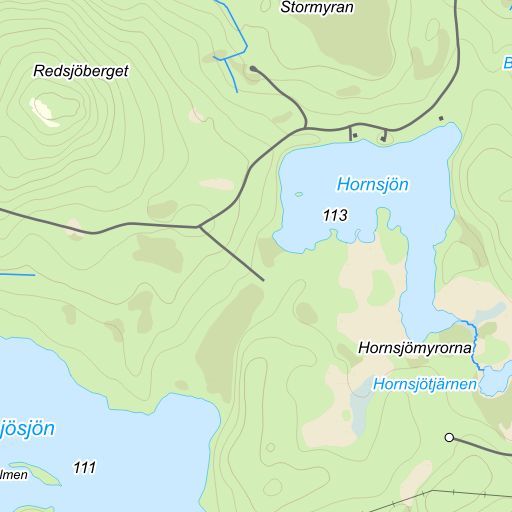 Stormyran
Redsjöberget
B
Hornsjön
113
Hornsjömyrorna
Hornsjötjärnen
jösjön
111
lmen